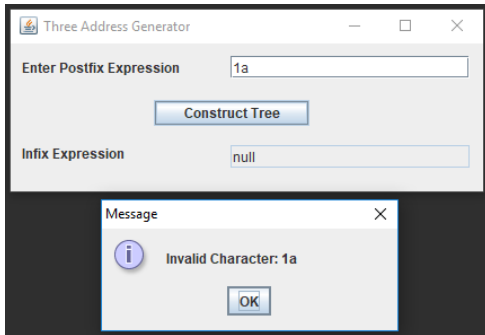 Three Address Generator
Enter Postfix Expression 1a
Construct Tree
Infix Expression null
Message
Invalid Character: 1a
OK